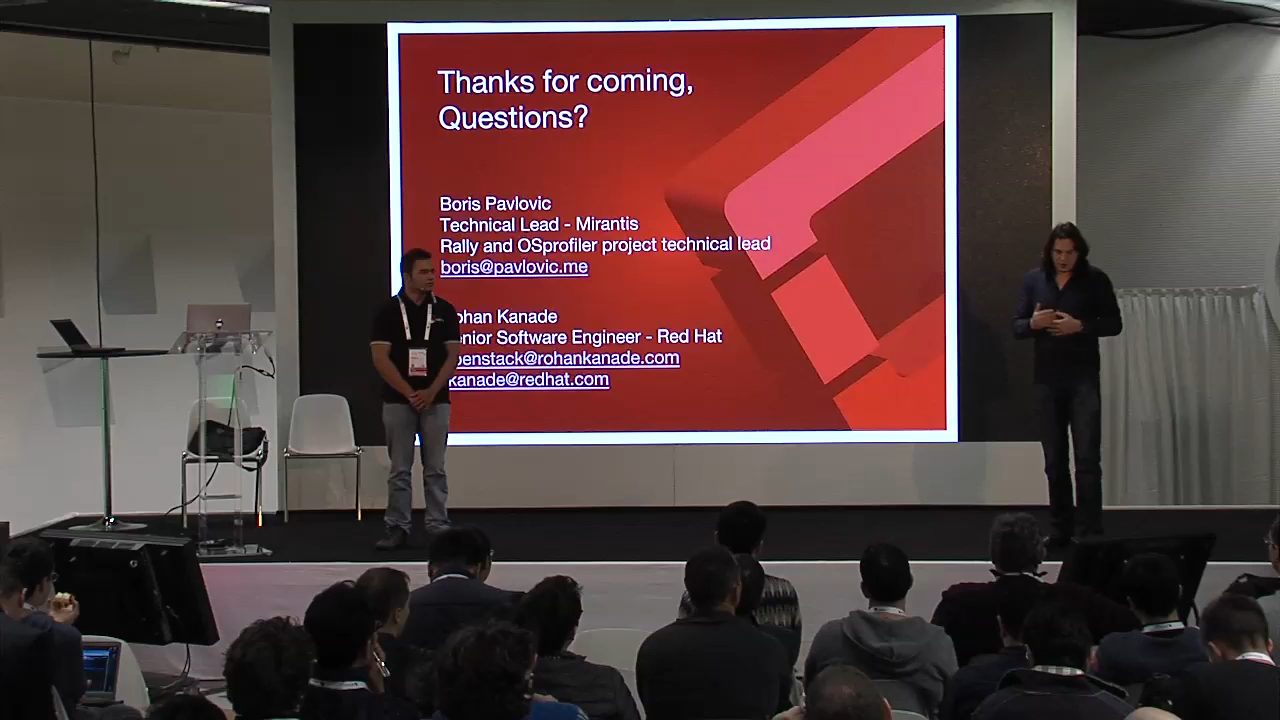 Thanks for coming,
Questions?
Boris Pavlovic
Technical Lead - Mirantis
Rally and OSprofiler project technical lead
boris@pavlovic.me
ohan Kanade
enior Software Engineer - Red Hat
penstack@rohankanade.com
kanade@redhat.com